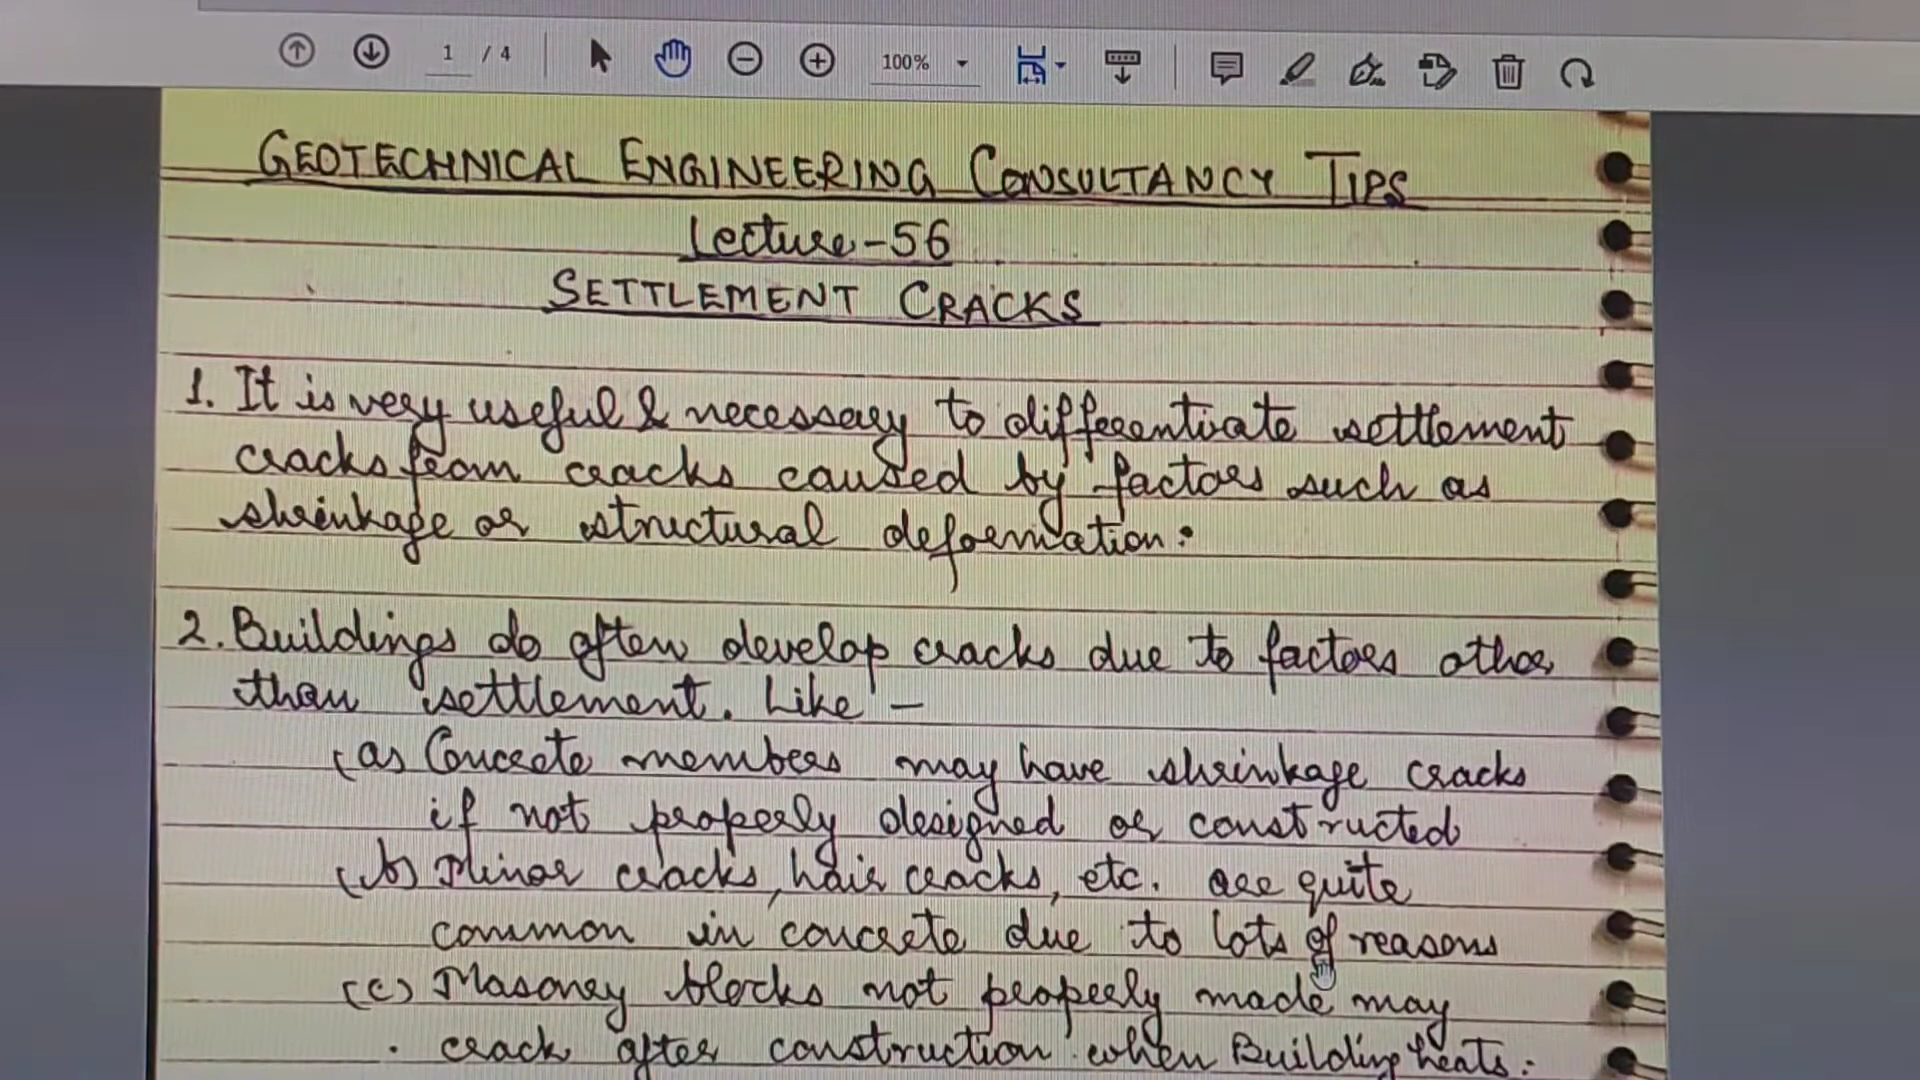 1 / 4 100%
GEOTECHNICAL ENGINEERING CONSULTANCY TIPS
Lecture-56
SETTLEMENT CRACKS
1. It is very useful & necessary to differentiate settlement
cracks from cracks caused by factors such as
shrinkage or structural deformation.
2. Buildings do often develop cracks due to factors other
than settlement. Like -
(a) Concrete members may have shrinkage cracks
if not properly designed or constructed
(b) Minor cracks, hair cracks, etc. are quite
common in concrete due to lots of reasons
(c) Masonry blocks not properly made may
crack after construction when Building heats.